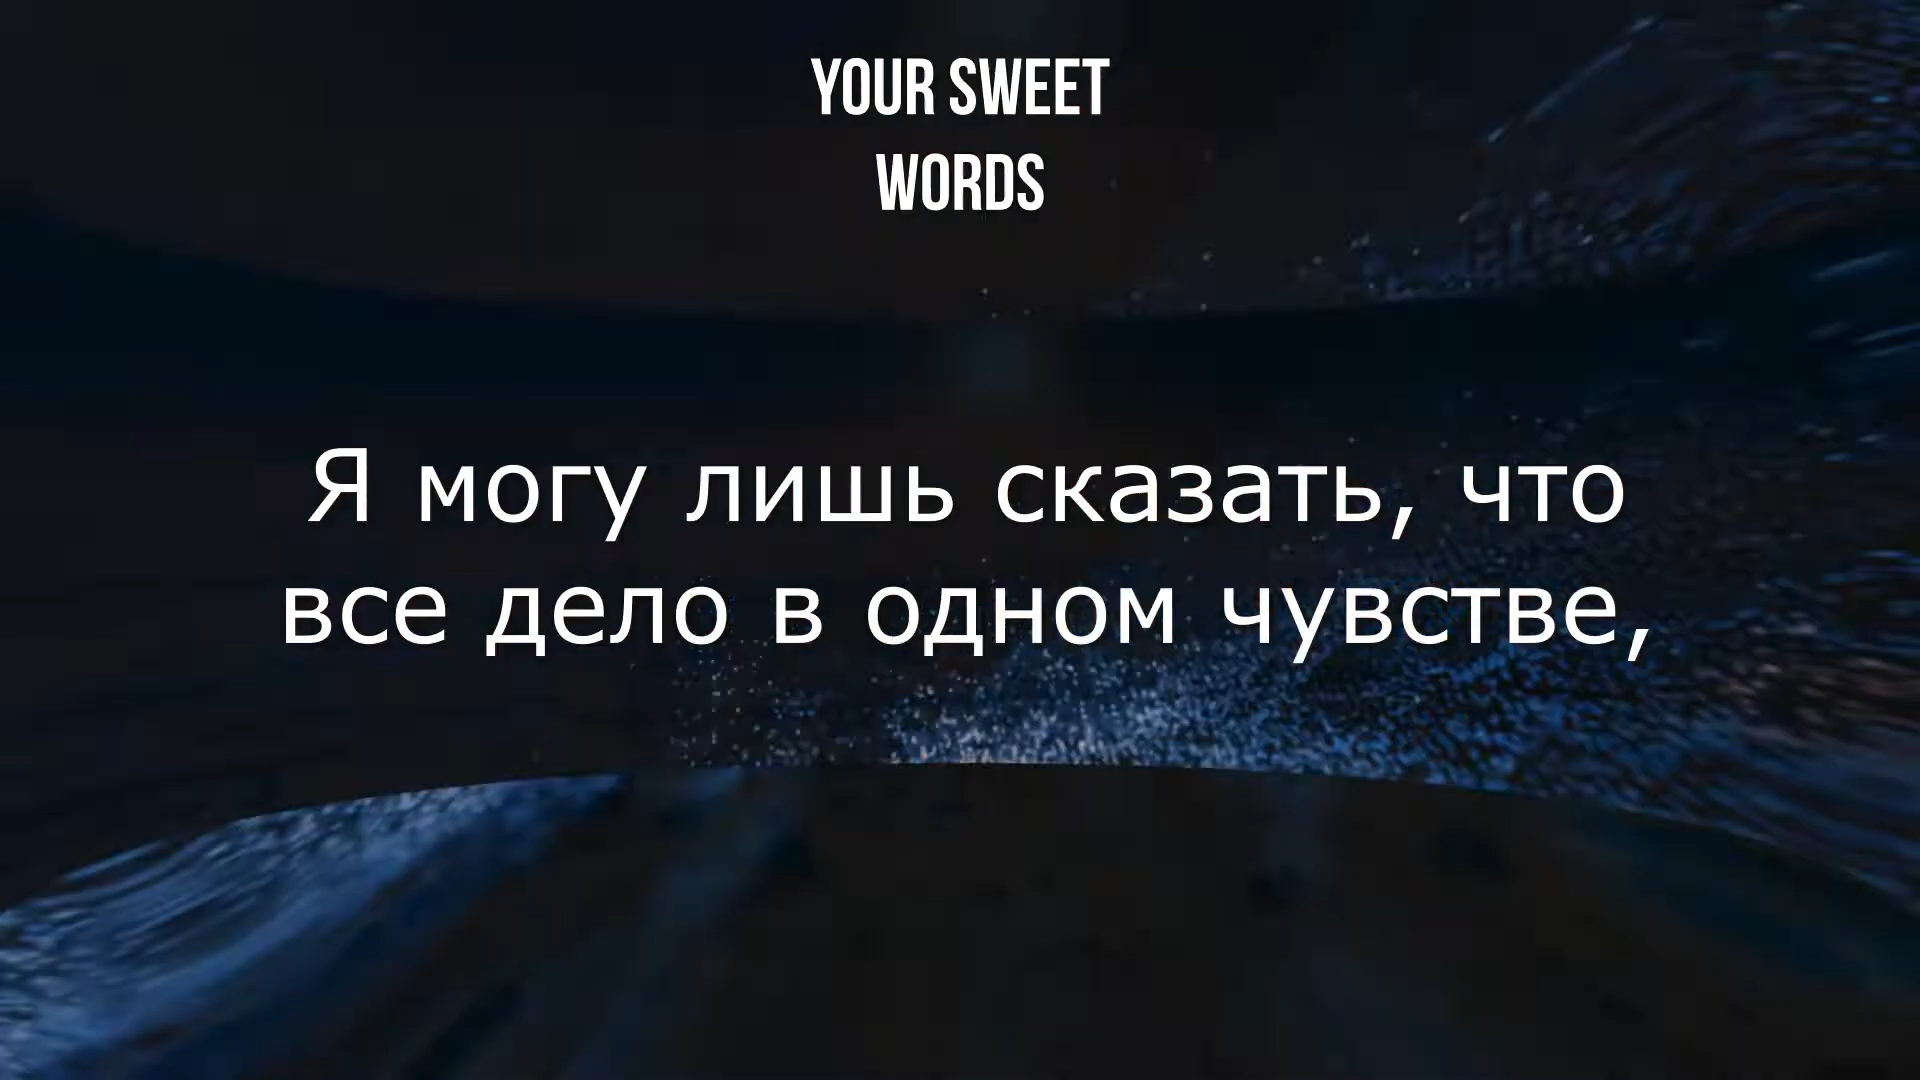 YOUR SWEET
WORDS
Я могу лишь сказать, что
все дело в одном чувстве,